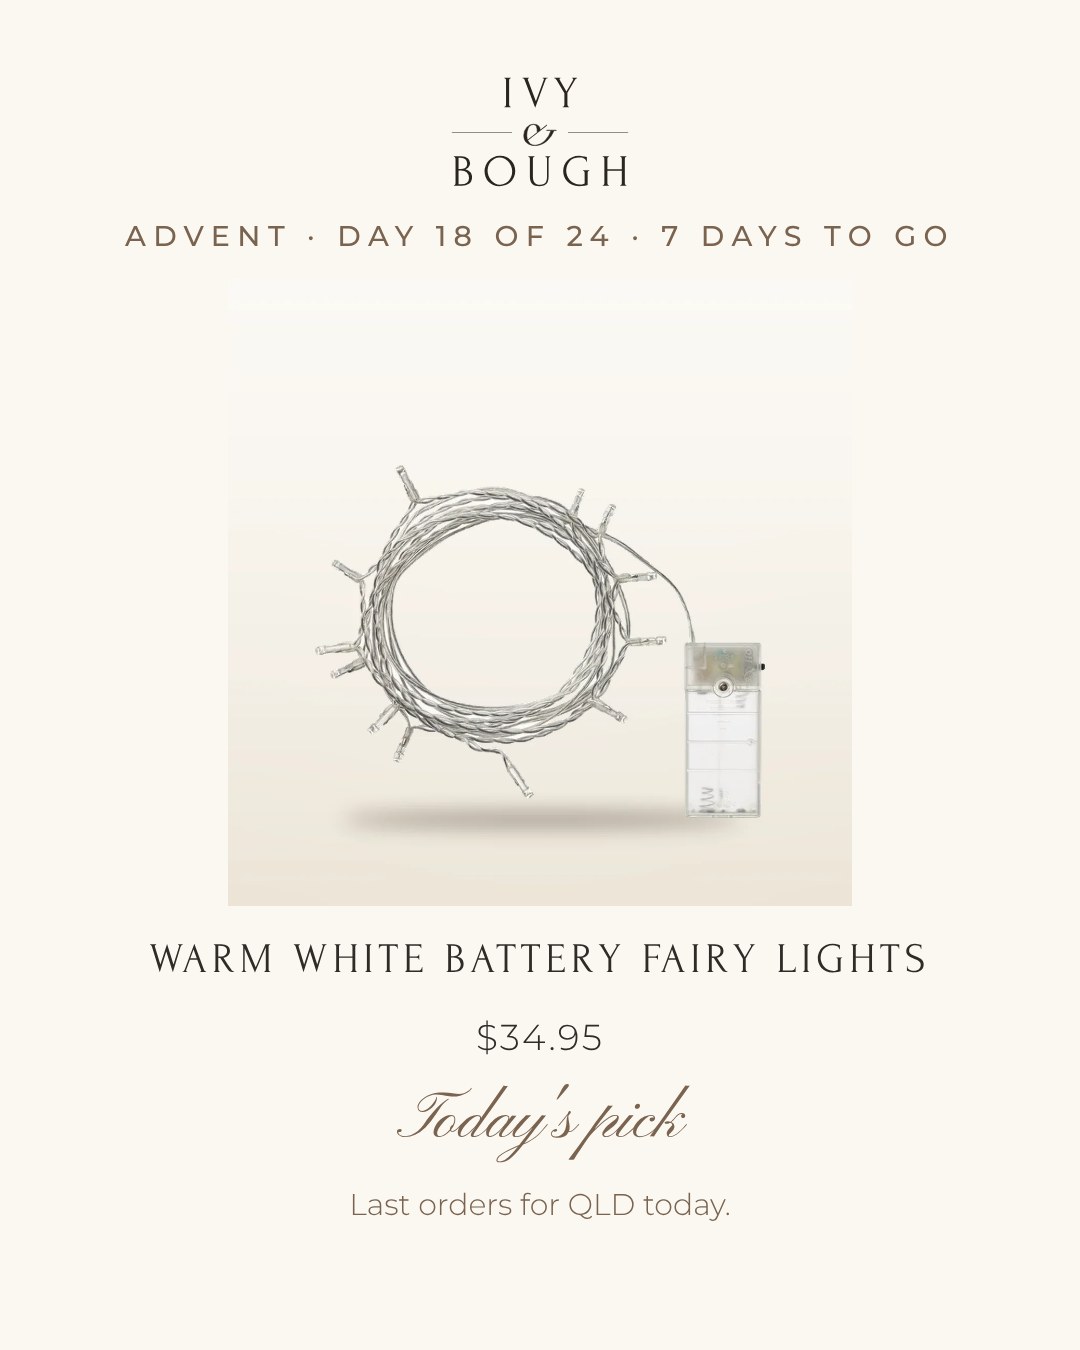 IVY
&
BOUGH
ADVENT · DAY 18 OF 24 · 7 DAYS TO GO
WARM WHITE BATTERY FAIRY LIGHTS
$34.95
Today's pick
Last orders for QLD today.